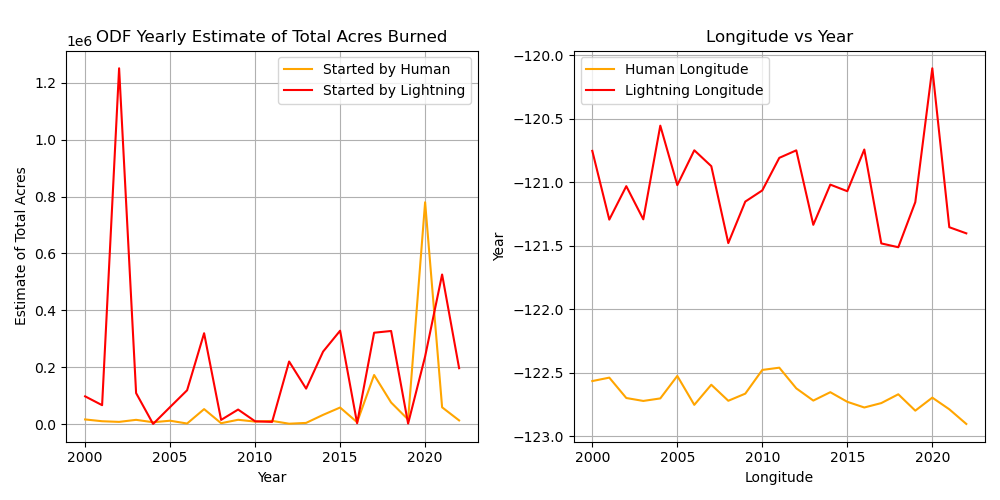 ODF Yearly Estimate of Total Acres Burned
1e6
Started by Human
Started by Lightning
1.2
1.0
0.8
0.6
0.4
0.2
0.0
Estimate of Total Acres
2000
2005
2010
2015
2020
Year
Longitude vs Year
Human Longitude
Lightning Longitude
−120.0
−120.5
−121.0
−121.5
−122.0
−122.5
−123.0
Year
2000
2005
2010
2015
2020
Longitude